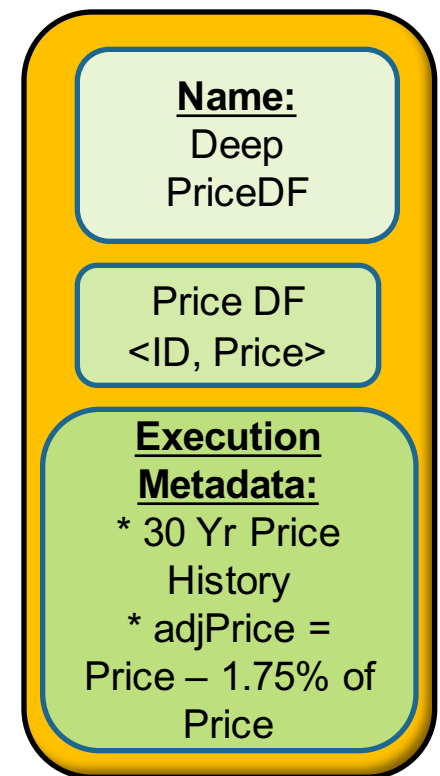 Name:
Deep
PriceDF
Price DF
<ID, Price>
Execution
Metadata:
* 30 Yr Price
History
* adjPrice =
Price – 1.75% of
Price